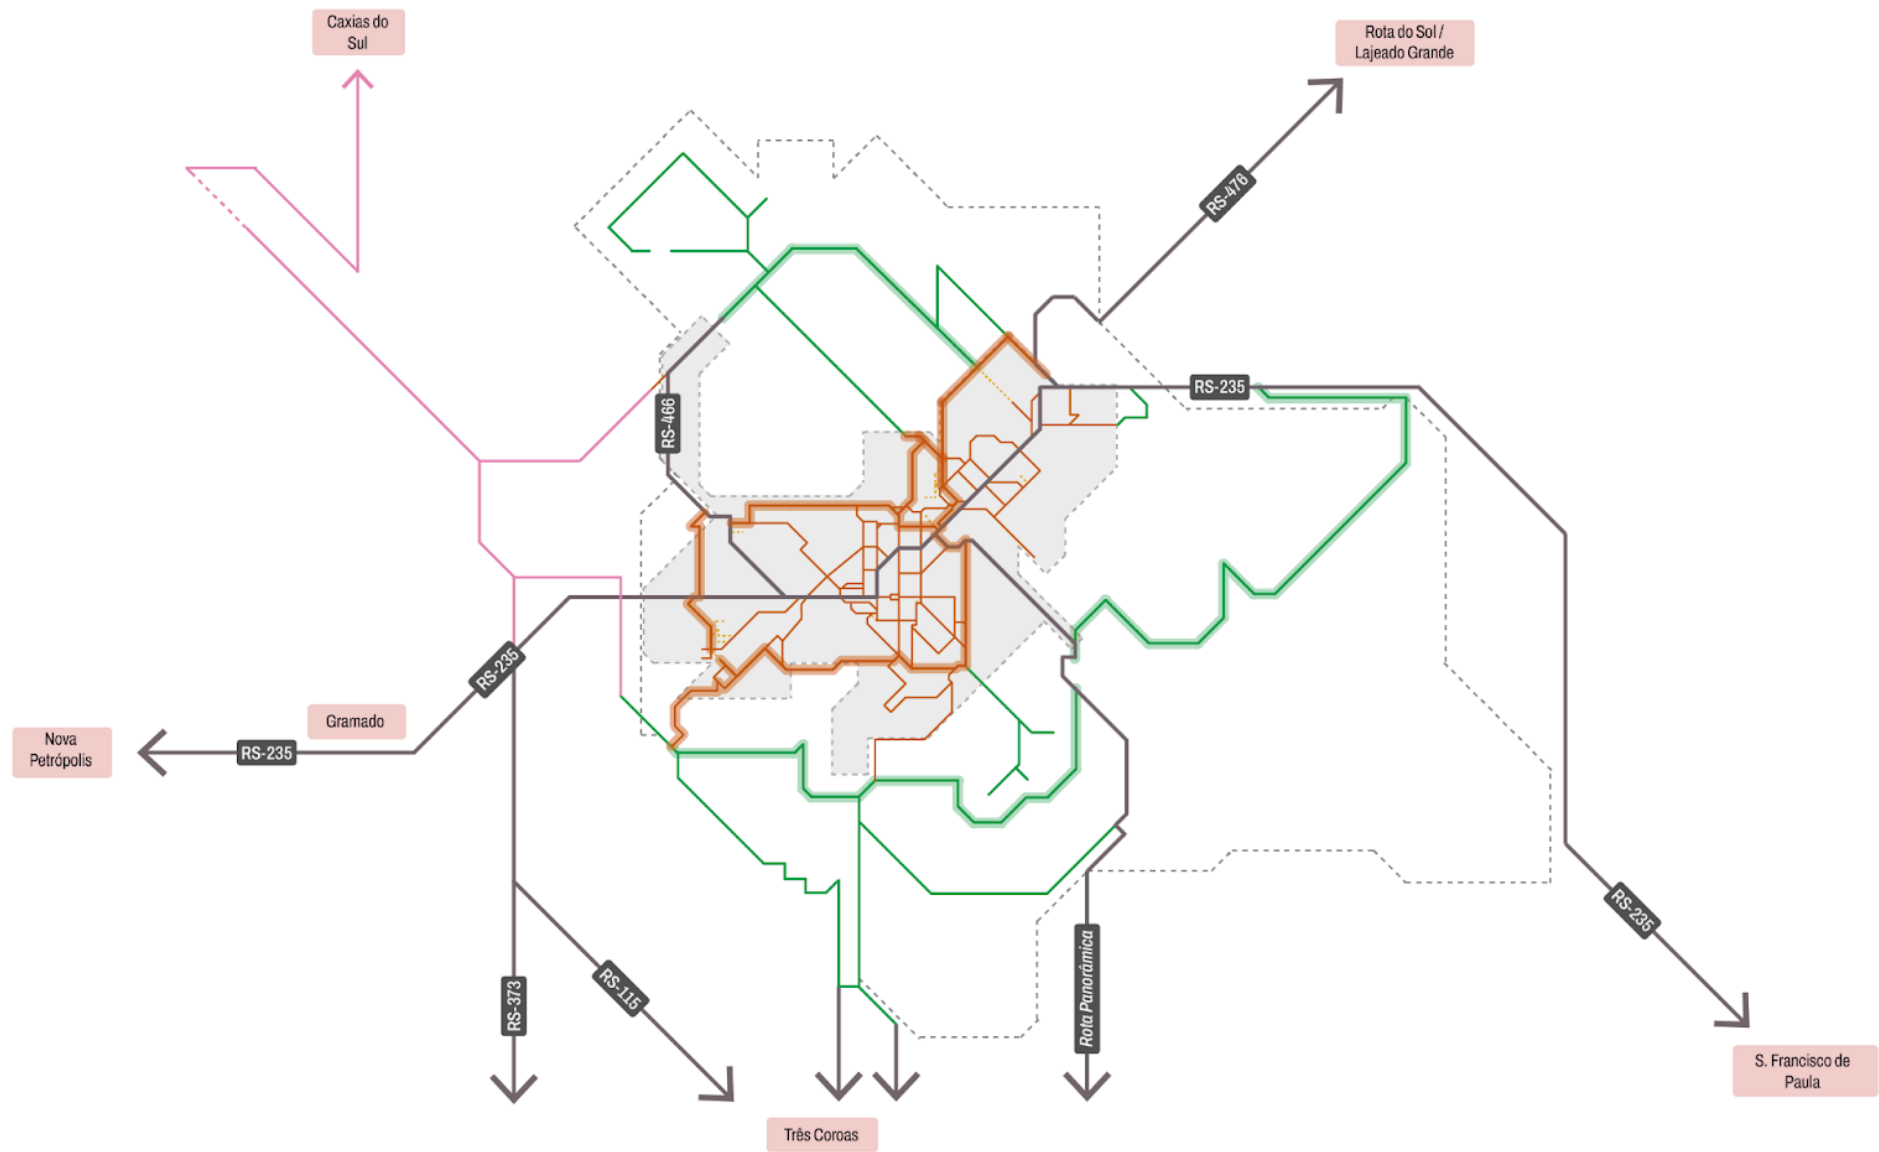 Caxias do
Sul
Rota do Sol /
Lajeado Grande
RS-476
RS-235
RS-466
RS-235
Gramado
Nova
Petrópolis
RS-235
RS-235
RS-373
RS-115
Rota Panorâmica
S. Francisco de
Paula
Três Coroas